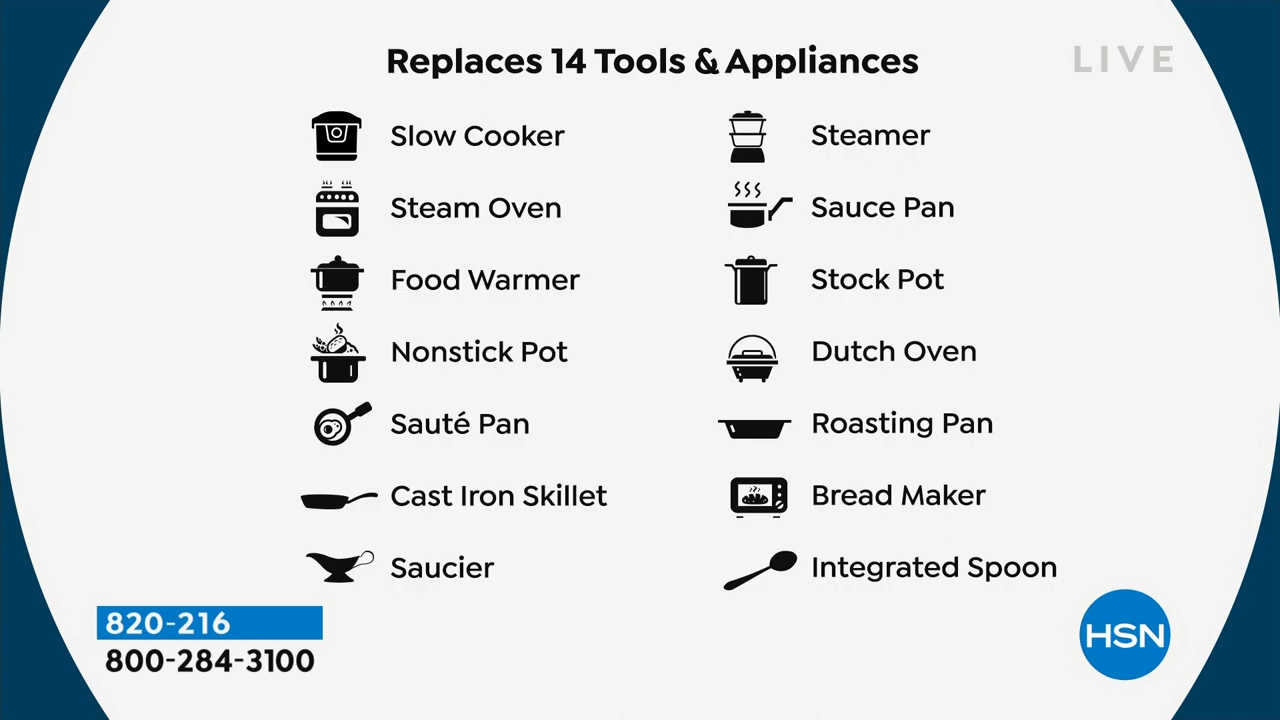 Replaces 14 Tools & Appliances
LIVE
Slow Cooker
Steamer
Steam Oven
Sauce Pan
Food Warmer
Stock Pot
Nonstick Pot
Dutch Oven
Sauté Pan
Roasting Pan
Cast Iron Skillet
Bread Maker
Saucier
Integrated Spoon
820-216
800-284-3100
HSN